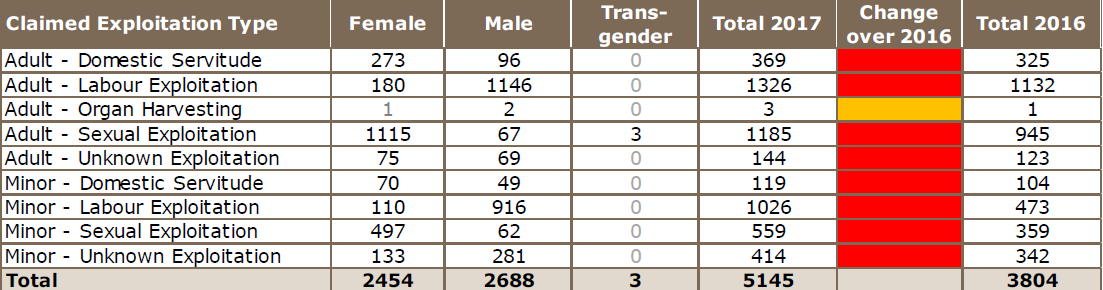 Claimed Exploitation Type Female Male Trans-gender Total 2017 Change over 2016 Total 2016
Adult - Domestic Servitude 273 96 0 369 325
Adult - Labour Exploitation 180 1146 0 1326 1132
Adult - Organ Harvesting 1 2 0 3 1
Adult - Sexual Exploitation 1115 67 3 1185 945
Adult - Unknown Exploitation 75 69 0 144 123
Minor - Domestic Servitude 70 49 0 119 104
Minor - Labour Exploitation 110 916 0 1026 473
Minor - Sexual Exploitation 497 62 0 559 359
Minor - Unknown Exploitation 133 281 0 414 342
Total 2454 2688 3 5145 3804